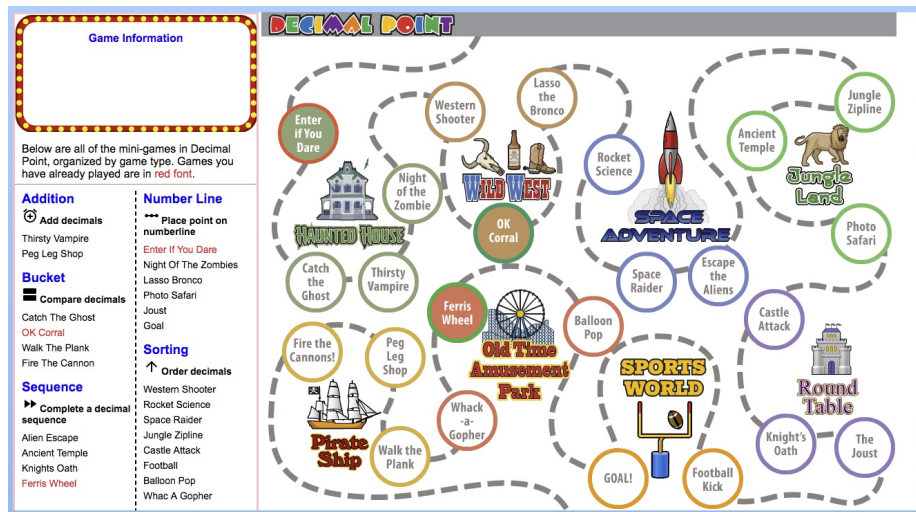 Game Information
DECIMAL POINT
Below are all of the mini-games in Decimal
Point, organized by game type. Games you
have already played are in red font.
Addition
Add decimals
Thirsty Vampire
Peg Leg Shop
Bucket
Compare decimals
Catch The Ghost
OK Corral
Walk The Plank
Fire The Cannon
Sequence
Complete a decimal
sequence
Alien Escape
Ancient Temple
Knights Oath
Ferris Wheel
Number Line
Place point on
numberline
Enter If You Dare
Night Of The Zombies
Lasso Bronco
Photo Safari
Joust
Goal
Sorting
Order decimals
Western Shooter
Rocket Science
Space Raider
Jungle Zipline
Castle Attack
Football
Balloon Pop
Whac A Gopher
Enter
if You
Dare
Night
of the
Zombie
HAUNTED HOUSE
Catch
the
Ghost
Thirsty
Vampire
Western
Shooter
Lasso
the
Bronco
WILD WEST
OK
Corral
Rocket
Science
SPACE
ADVENTURE
Space
Raider
Escape
the
Aliens
Jungle
Zipline
Ancient
Temple
Jungle
Land
Photo
Safari
Ferris
Wheel
Balloon
Pop
Old Time
Amusement
Park
Whack
-a-
Gopher
Fire the
Cannons!
Peg
Leg
Shop
Pirate
Ship
Walk the
Plank
SPORTS
WORLD
GOAL!
Football
Kick
Castle
Attack
Round
Table
Knight's
Oath
The
Joust